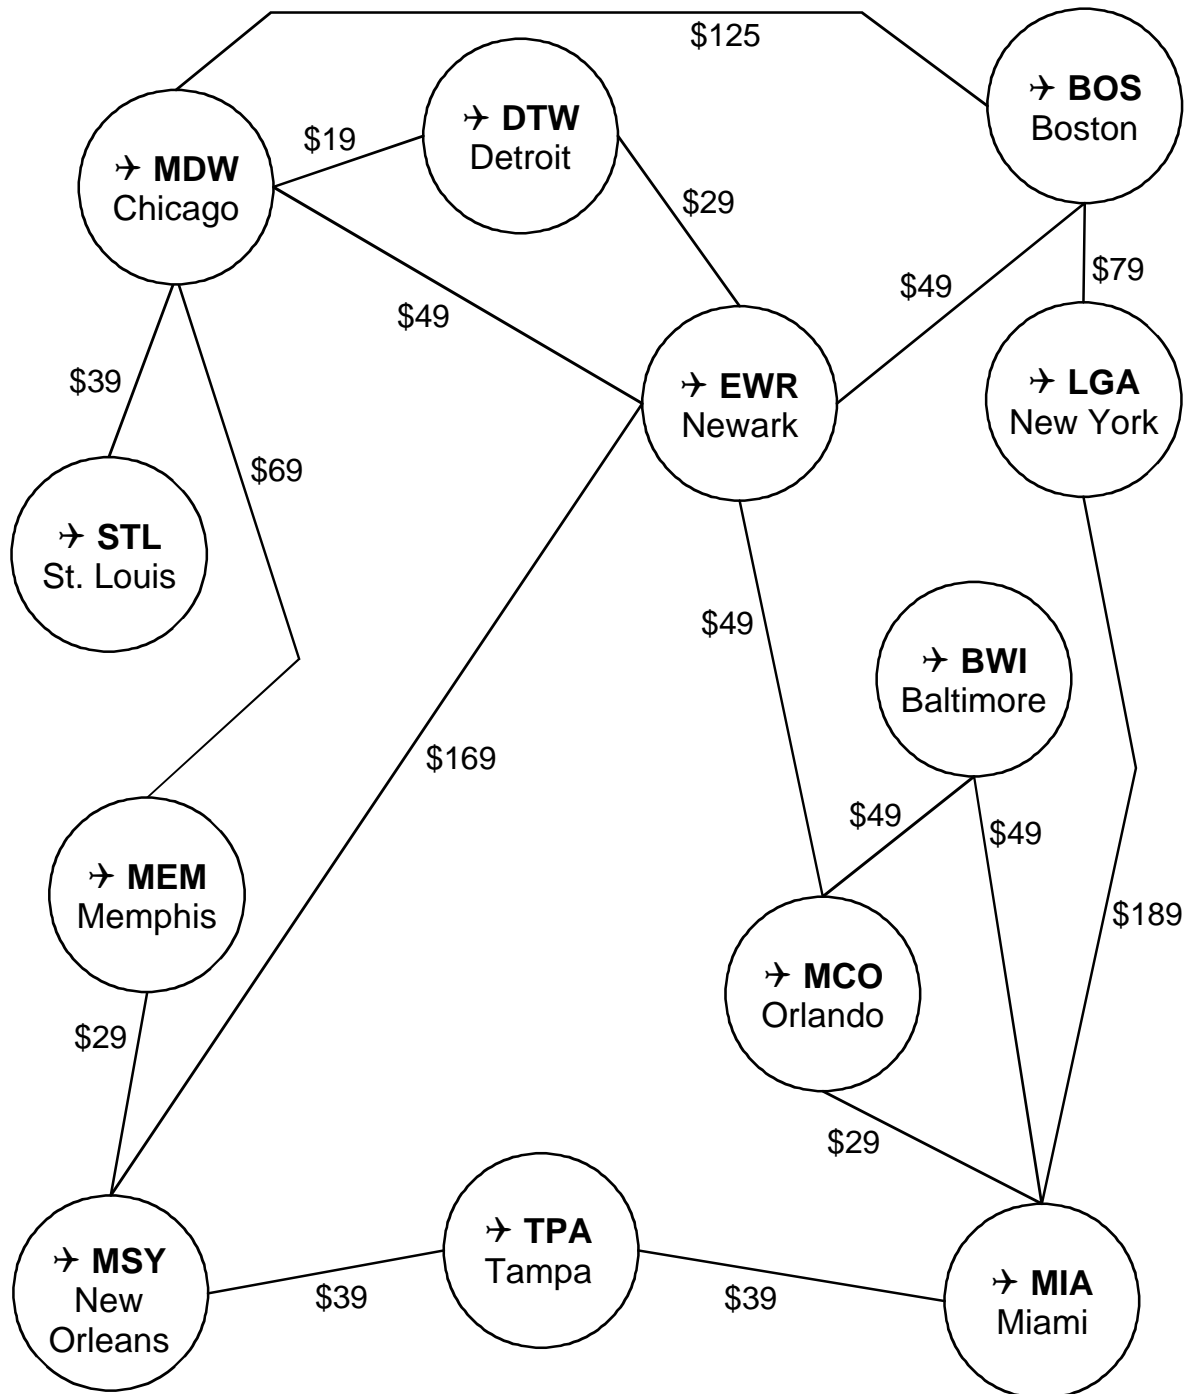 $125
✈ BOS
Boston
✈ DTW
Detroit
$19
✈ MDW
Chicago
$29
$79
$49
$49
$39
✈ EWR
Newark
✈ LGA
New York
$69
✈ STL
St. Louis
$49
✈ BWI
Baltimore
$169
$49
$49
✈ MEM
Memphis
$189
✈ MCO
Orlando
$29
$29
✈ MSY
New
Orleans
✈ TPA
Tampa
✈ MIA
Miami
$39
$39